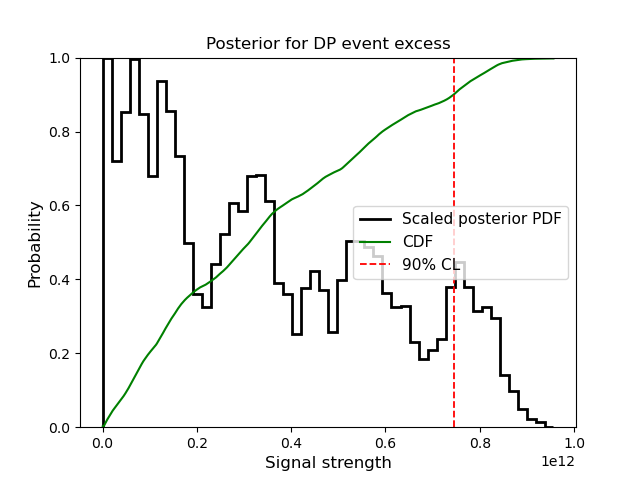 Posterior for DP event excess
1.0
0.8
0.6
0.4
0.2
0.0
Probability
Scaled posterior PDF
CDF
90% CL
0.0 0.2 0.4 0.6 0.8 1.0
1e12
Signal strength